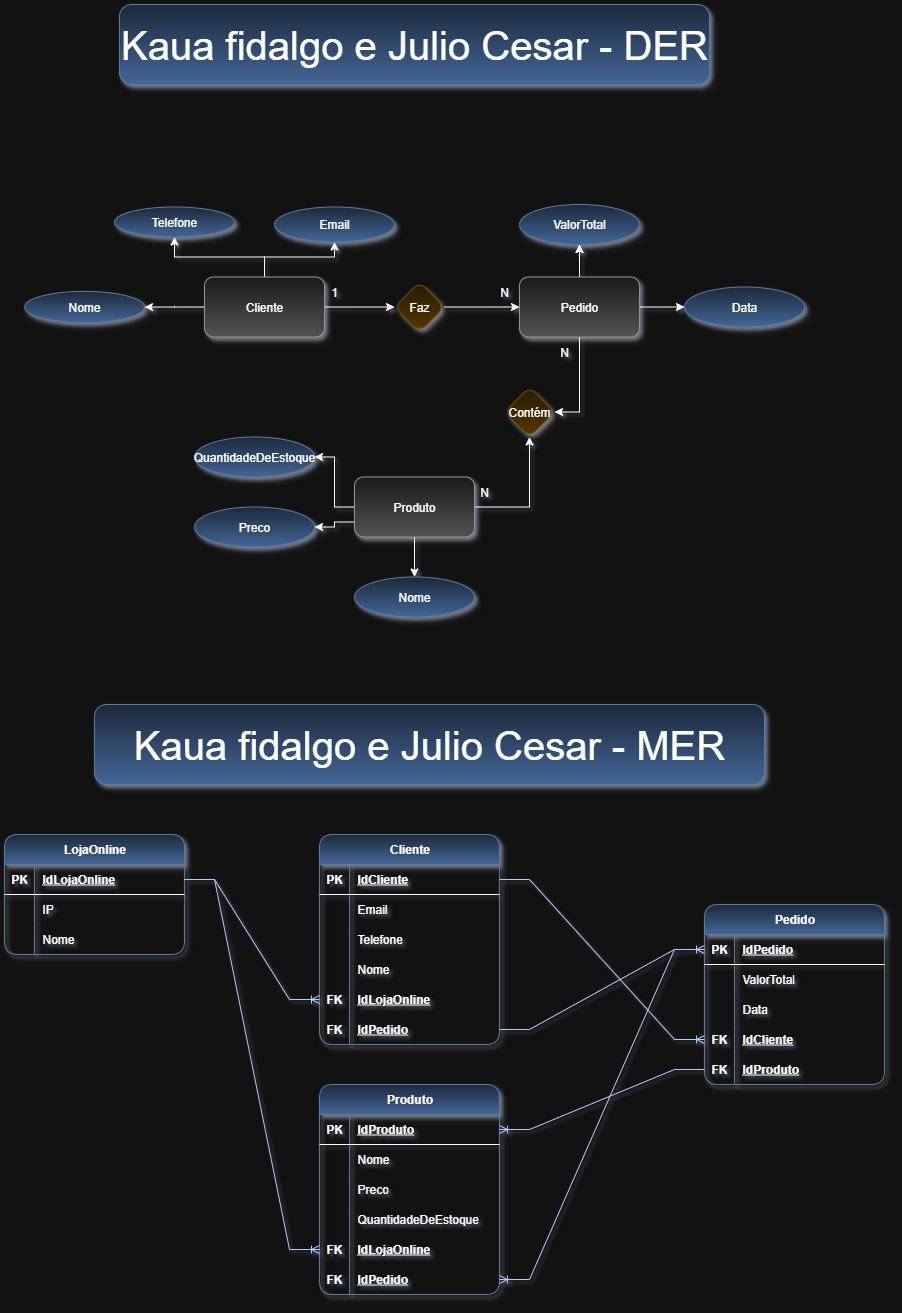 Kaua fidalgo e Julio Cesar - DER
Telefone
Email
ValorTotal
Nome
Cliente
1
Faz
N
Pedido
Data
N
Contém
QuantidadeDeEstoque
Produto
N
Preco
Nome
Kaua fidalgo e Julio Cesar - MER
LojaOnline
PK IdLojaOnline
IP
Nome
Cliente
PK IdCliente
Email
Telefone
Nome
FK IdLojaOnline
FK IdPedido
Pedido
PK IdPedido
ValorTotal
Data
FK IdCliente
FK IdProduto
Produto
PK IdProduto
Nome
Preco
QuantidadeDeEstoque
FK IdLojaOnline
FK IdPedido